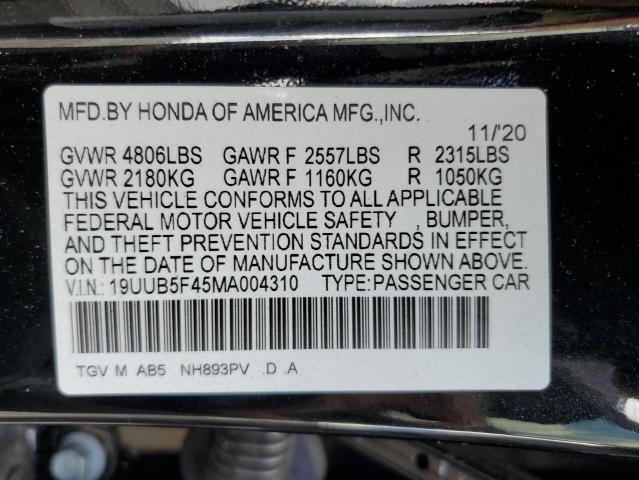 MFD.BY HONDA OF AMERICA MFG.,INC.
11/'20
GVWR 4806LBS GAWR F 2557LBS R 2315LBS
GVWR 2180KG GAWR F 1160KG R 1050KG
THIS VEHICLE CONFORMS TO ALL APPLICABLE
FEDERAL MOTOR VEHICLE SAFETY , BUMPER,
AND THEFT PREVENTION STANDARDS IN EFFECT
ON THE DATE OF MANUFACTURE SHOWN ABOVE.
V.I.N.: 19UUB5F45MA004310 TYPE:PASSENGER CAR
TGV M AB5 NH893PV .D .A